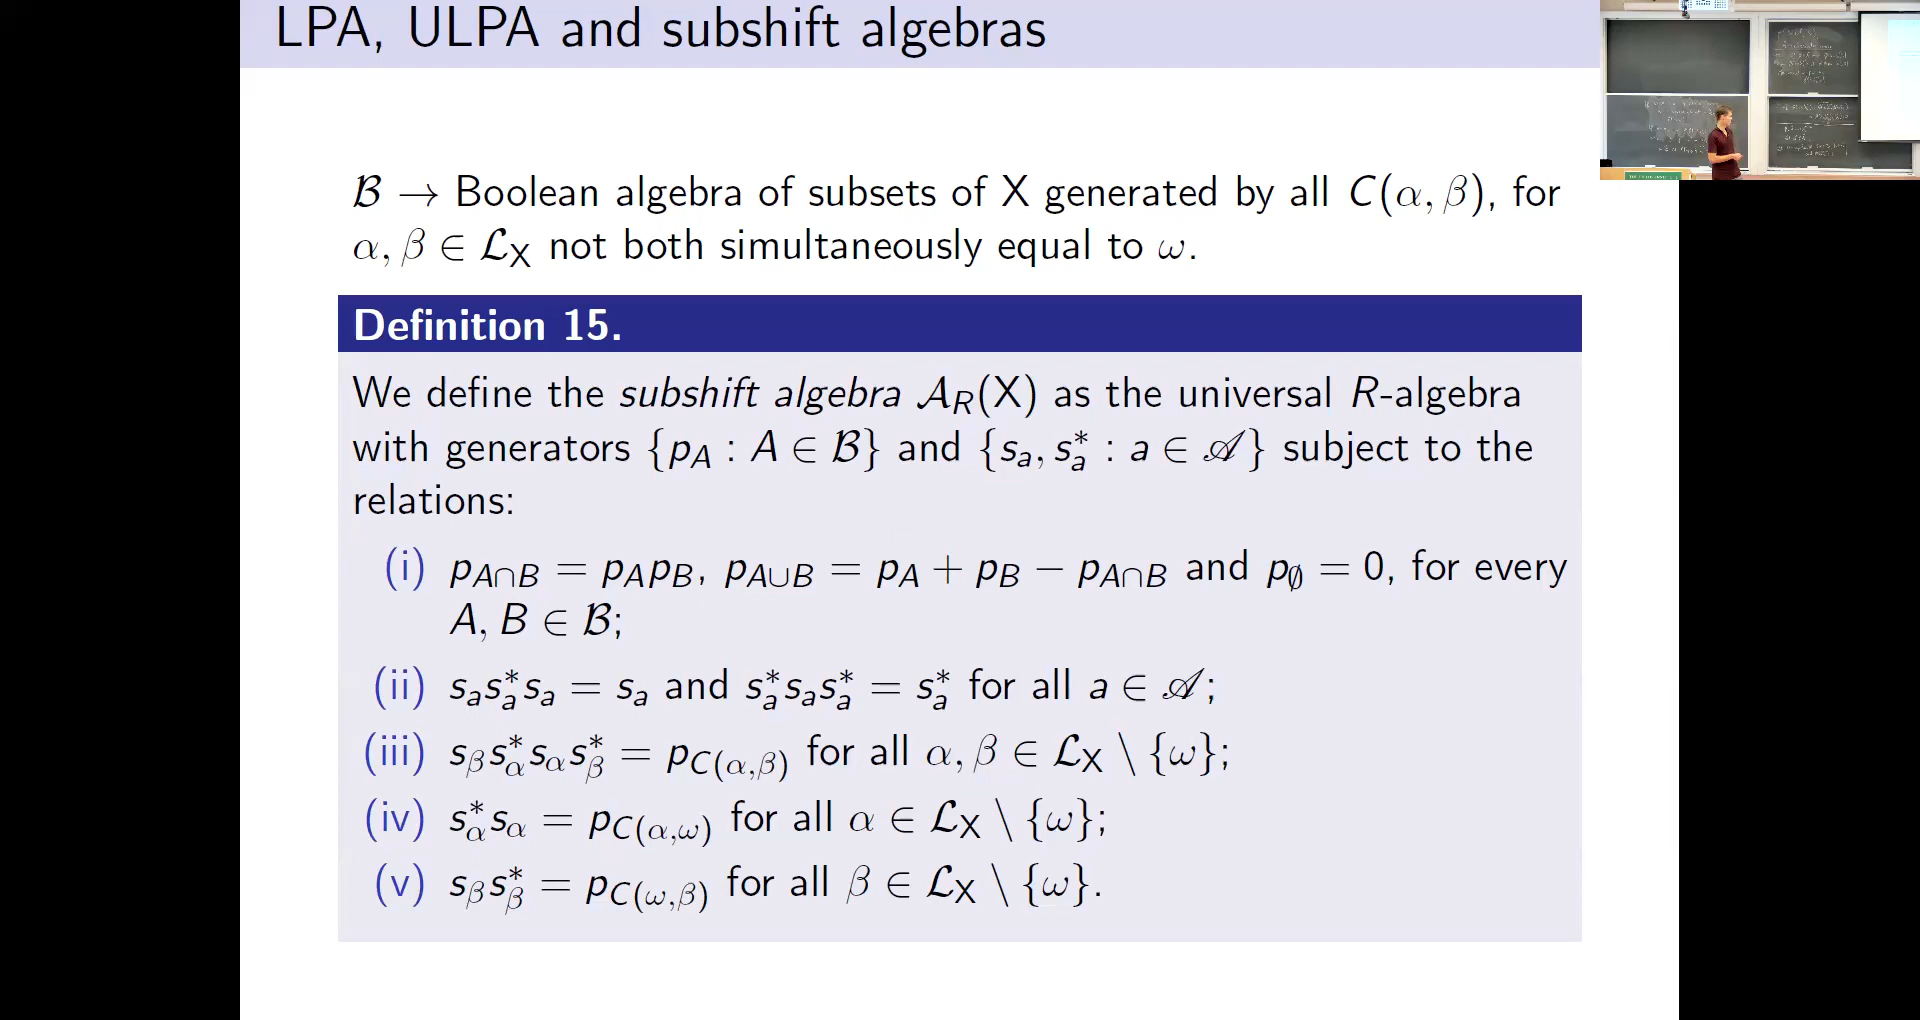 LPA, ULPA and subshift algebras
ℬ → Boolean algebra of subsets of X generated by all C(α, β), for
α, β ∈ ℒ_X not both simultaneously equal to ω.
Definition 15.
We define the subshift algebra 𝒜_R(X) as the universal R-algebra
with generators {p_A : A ∈ ℬ} and {s_a, s_a^* : a ∈ 𝒜} subject to the
relations:
(i) p_{A∩B} = p_A p_B, p_{A∪B} = p_A + p_B − p_{A∩B} and p_∅ = 0, for every
A, B ∈ ℬ;
(ii) s_a s_a^* s_a = s_a and s_a^* s_a s_a^* = s_a^* for all a ∈ 𝒜;
(iii) s_β s_α^* s_α s_β^* = p_{C(α,β)} for all α, β ∈ ℒ_X \ {ω};
(iv) s_α^* s_α = p_{C(α,ω)} for all α ∈ ℒ_X \ {ω};
(v) s_β s_β^* = p_{C(ω,β)} for all β ∈ ℒ_X \ {ω}.